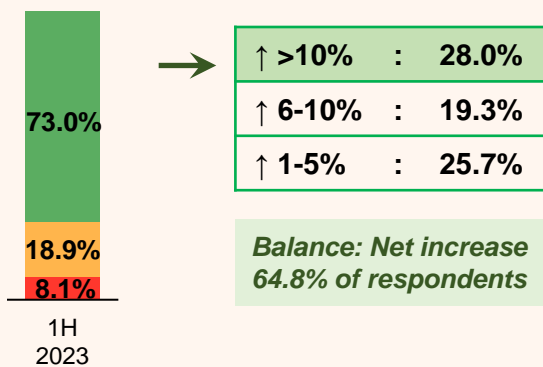 73.0%
18.9%
8.1%
1H
2023
↑ >10% : 28.0%
↑ 6-10% : 19.3%
↑ 1-5% : 25.7%
Balance: Net increase
64.8% of respondents